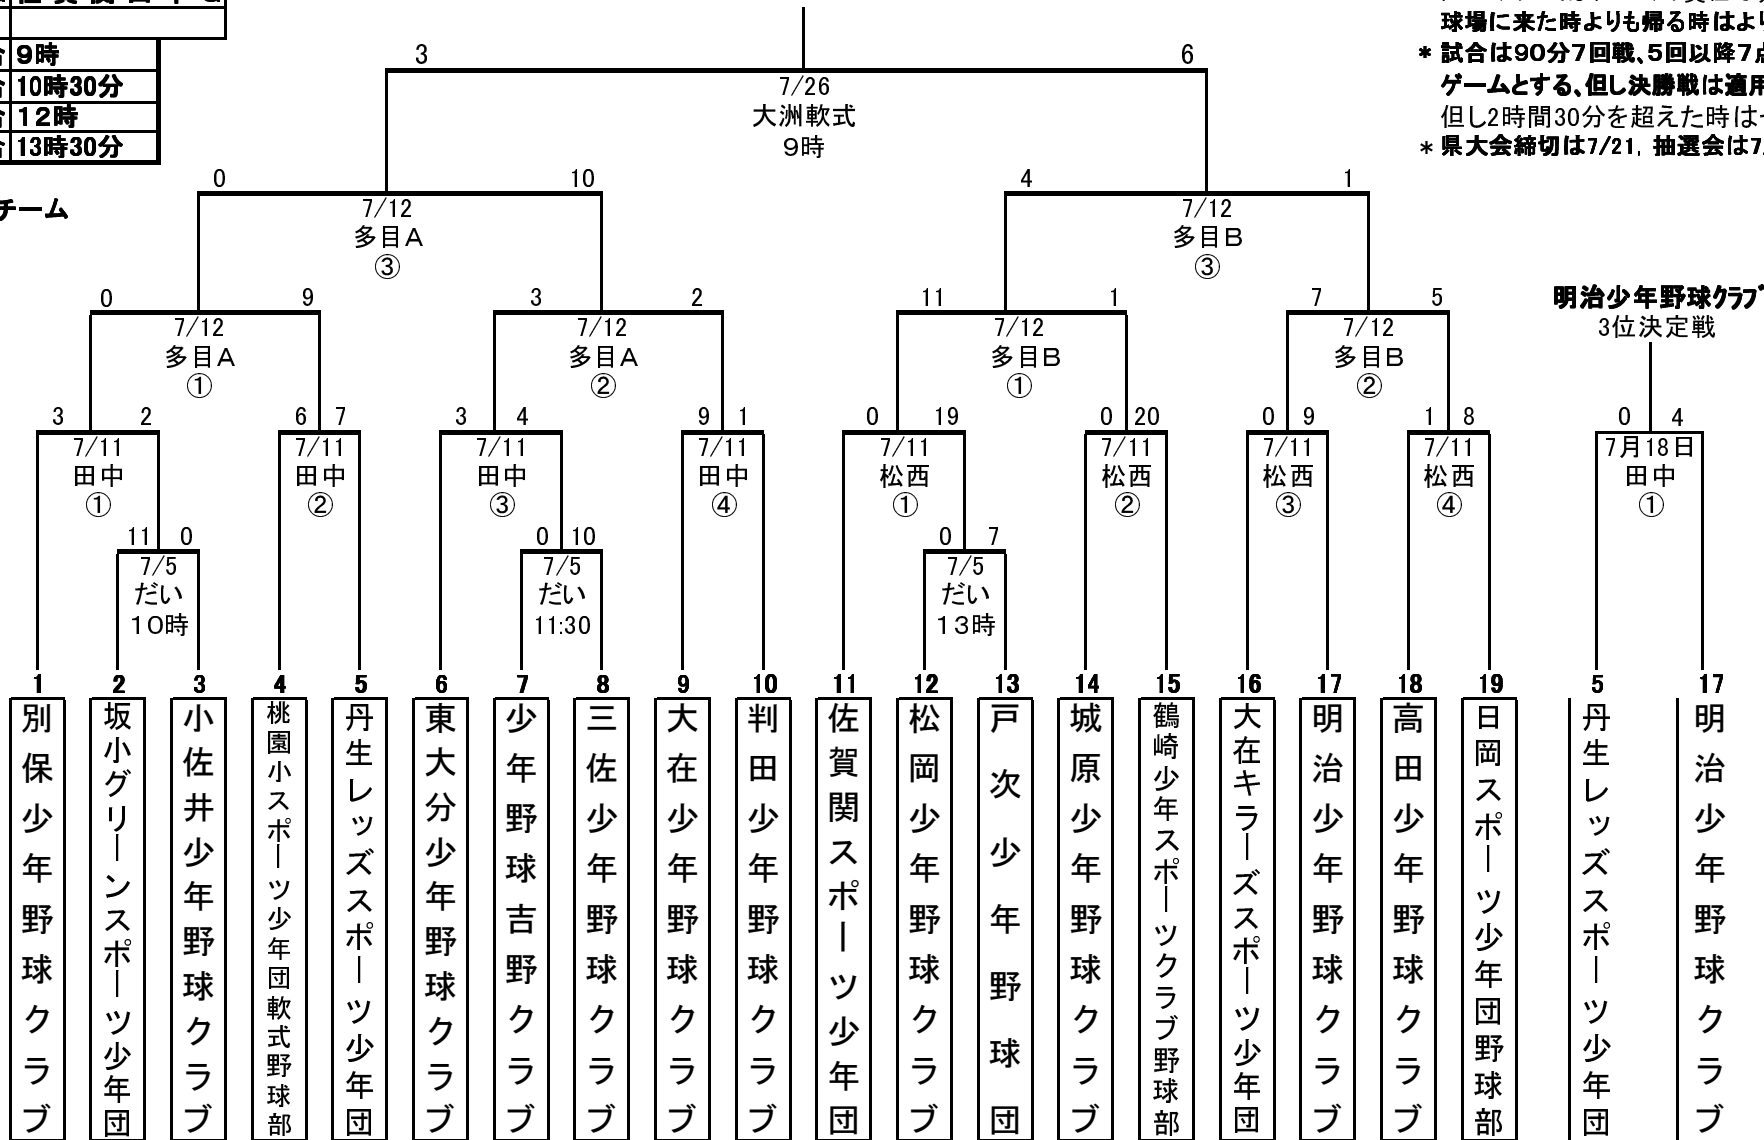 9時
10時30分
12時
13時30分
チーム
球場に来た時よりも帰る時はより
* 試合は90分7回戦、5回以降7点
ゲームとする、但し決勝戦は適用
但し2時間30分を超えた時は
* 県大会締切は7/21, 抽選会は7
3 6
7/26
大洲軟式
9時
0 10 4 1
7/12 7/12
多目A 多目B
③ ③
0 9 3 2 11 1 7 5
明治少年野球クラブ
3位決定戦
7/12 7/12 7/12 7/12
多目A 多目A 多目B 多目B
① ② ① ②
3 2 6 7 3 4 9 1 0 19 0 20 0 9 1 8 0 4
7/11 7/11 7/11 7/11 7/11 7/11 7/11 7/11 7月18日
田中 田中 田中 田中 松西 松西 松西 松西 田中
① ② ③ ④ ① ② ③ ④ ①
11 0 0 10 0 7
7/5 7/5 7/5
だい だい だい
10時 11:30 13時
1 2 3 4 5 6 7 8 9 10 11 12 13 14 15 16 17 18 19 5 17
別保少年野球クラブ
坂小グリーンスポーツ少年団
小佐井少年野球クラブ
桃園小スポーツ少年団軟式野球部
丹生レッズスポーツ少年団
東大分少年野球クラブ
少年野球吉野クラブ
三佐少年野球クラブ
大在少年野球クラブ
判田少年野球クラブ
佐賀関スポーツ少年団
松岡少年野球クラブ
戸次少年野球団
城原少年野球クラブ
鶴崎少年スポーツクラブ野球部
大在キラーズスポーツ少年団
明治少年野球クラブ
高田少年野球クラブ
日岡スポーツ少年団野球部
丹生レッズスポーツ少年団
明治少年野球クラブ